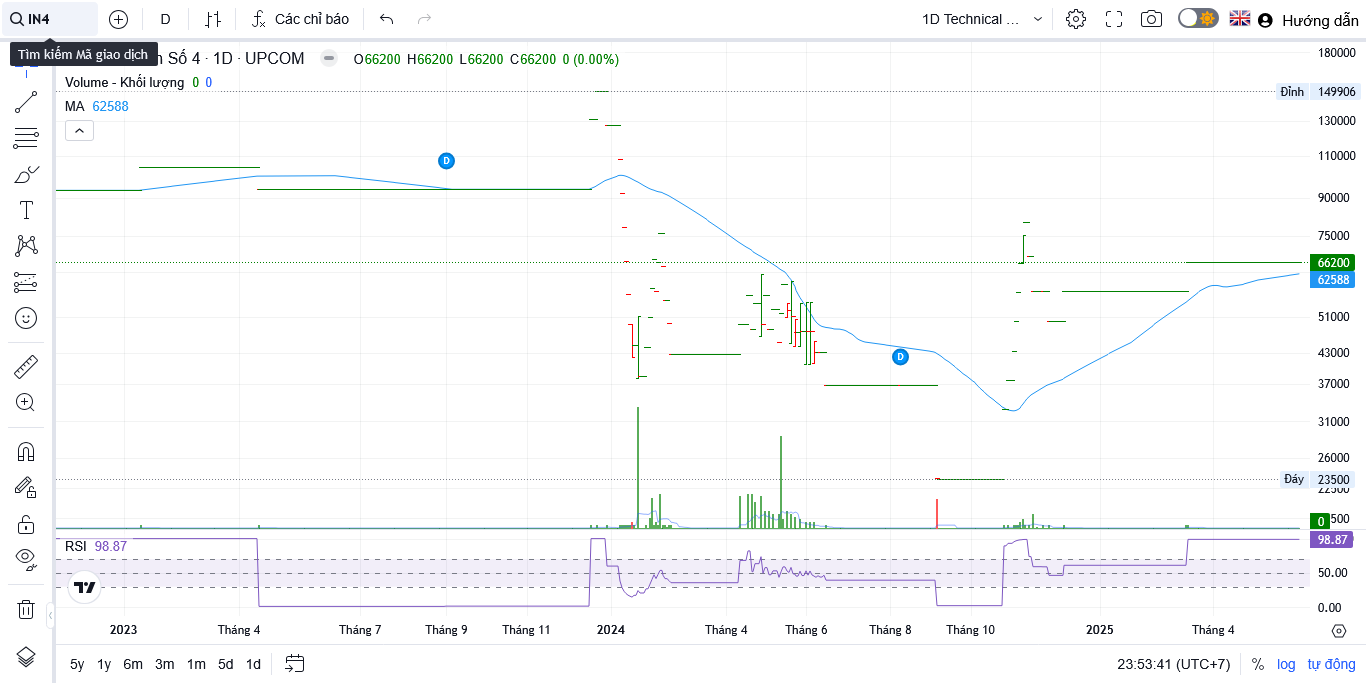 IN4 D Các chỉ báo 1D Technical ... Hướng dẫn
Tìm kiếm Mã giao dịch
Số 4 · 1D · UPCOM O66200 H66200 L66200 C66200 0 (0.00%)
Volume - Khối lượng 0 0
MA 62588
180000
Đỉnh 149906
130000
110000
D
90000
75000
66200
62588
51000
43000
D
37000
31000
26000
Đáy 23500
0
RSI 98.87
98.87
50.00
0.00
2023 Tháng 4 Tháng 7 Tháng 9 Tháng 11 2024 Tháng 4 Tháng 6 Tháng 8 Tháng 10 2025 Tháng 4
5y 1y 6m 3m 1m 5d 1d 23:53:41 (UTC+7) % log tự động